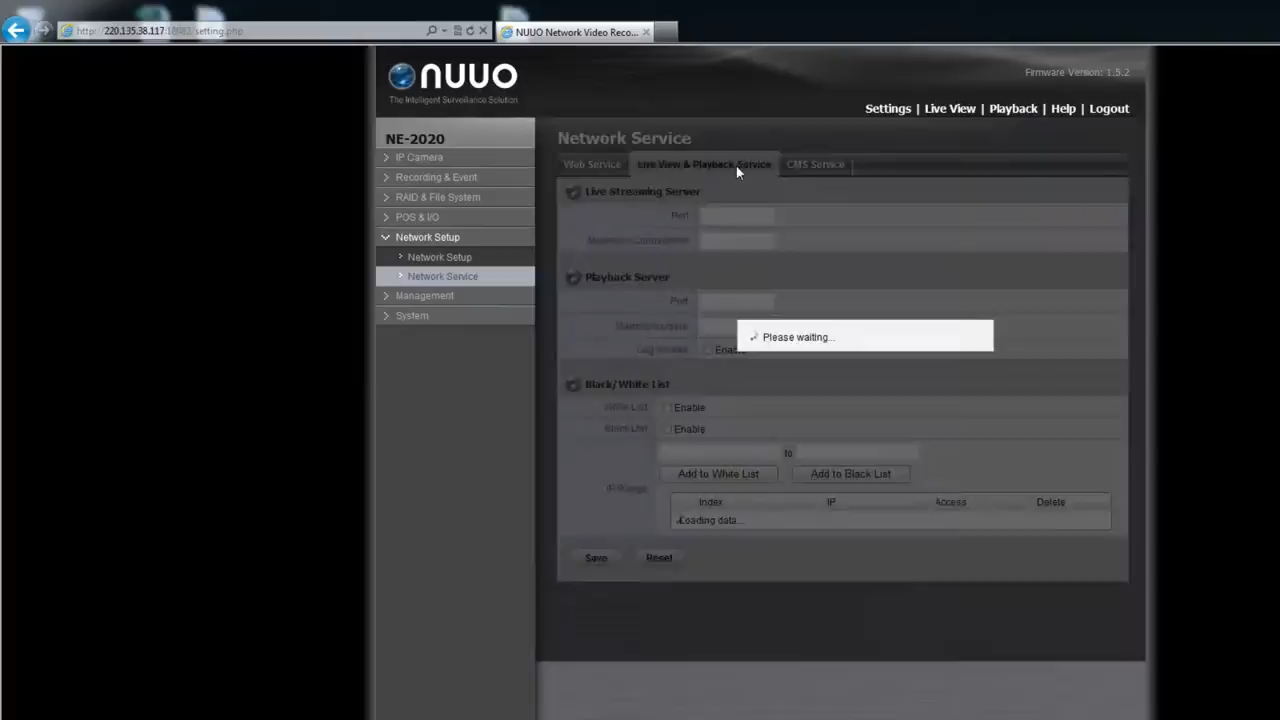 http://220.135.38.117: /setting.php
NUUO Network Video Reco...
nuuo
The Intelligent Surveillance Solution
Firmware Version: 1.5.2
Settings | Live View | Playback | Help | Logout
NE-2020
IP Camera
Recording & Event
RAID & File System
POS & I/O
Network Setup
Network Setup
Network Service
Management
System
Network Service
Web Service
Live View & Playback Service
CMS Service
Live Streaming Server
Port
Maximum Connection
Playback Server
Port
Enable
Please waiting...
Black/White List
White List
Enable
Black List
Enable
to
Add to White List
Add to Black List
IP Range
Index
IP
Access
Delete
Loading data...
Save
Reset